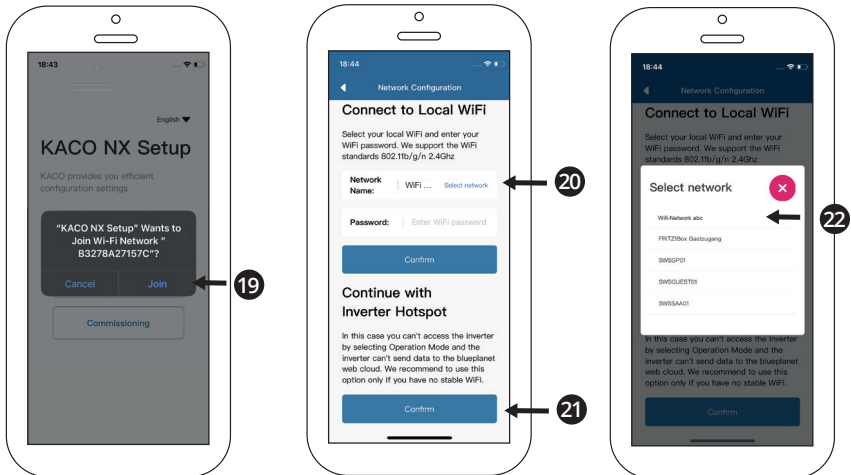 18:43
English
KACO NX Setup
KACO provides you efficient
configuration settings
"KACO NX Setup" Wants to
Join Wi-Fi Network "
B3278A27157C"?
Cancel Join
19
Commissioning
18:44
Network Configuration
Connect to Local WiFi
Select your local WiFi and enter your
WiFi password. We support the WiFi
standards 802.11b/g/n 2.4Ghz
Network
Name: WiFi ... Select network
20
Password: Enter WiFi password
Confirm
Continue with
Inverter Hotspot
In this case you can't access the inverter
by selecting Operation Mode and the
inverter can't send data to the blueplanet
web cloud. We recommend to use this
option only if you have no stable WiFi.
Confirm
21
18:44
Network Configuration
Connect to Local WiFi
Select your local WiFi and enter your
WiFi password. We support the WiFi
standards 802.11b/g/n 2.4Ghz
Select network
Wifi-Network abc
22
FRITZ!Box Gastzugang
SWSGP01
SWSGUEST01
SWSSAA01
In this case you can't access the inverter
by selecting Operation Mode and the
inverter can't send data to the blueplanet
web cloud. We recommend to use this
option only if you have no stable WiFi.
Confirm